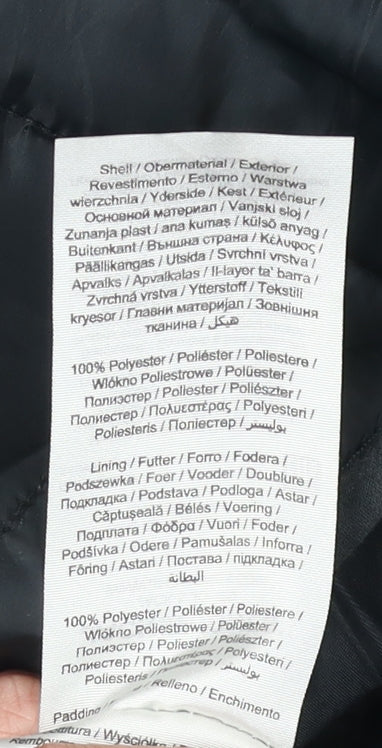 Shell / Obermaterial / Exterior /
Revestimento / Esterno / Warstwa
wierzchnia / Yderside / Kest / Extérieur /
Основной материал / Vanjski sloj /
Zunanja plast / ana kumaş / külső anyag /
Buitenkant / Външна страна / Κέλυφος /
Päällikangas / Utsida / Svrchní vrstva /
Apvalks / Apvalkalas / Il-layer ta' barra /
Zvrchná vrstva / Ytterstoff / Tekstili
kryesor / Главни материјал / Зовнішня
тканина / هيكل
100% Polyester / Poliéster / Poliestere /
Włókno Poliestrowe / Polüester /
Полиэстер / Poliester / Poliészter /
Полиестер / Πολυεστέρας / Polyesteri /
Poliesteris / Поліестер / بوليستر
Lining / Futter / Forro / Fodera /
Podszewka / Foer / Vooder / Doublure /
Подкладка / Podstava / Podloga / Astar /
Căptușeală / Bélés / Voering /
Подплата / Φόδρα / Vuori / Foder /
Podšívka / Odere / Pamušalas / Inforra /
Fôring / Astari / Постава / підкладка /
البطانة
100% Polyester / Poliéster / Poliestere /
Włókno Poliestrowe / Polüester /
Полиэстер / Poliester / Poliészter /
Полиестер / Πολυεστέρας / Polyesteri /
Poliesteris / بوليستر
Padding / Relleno / Enchimento